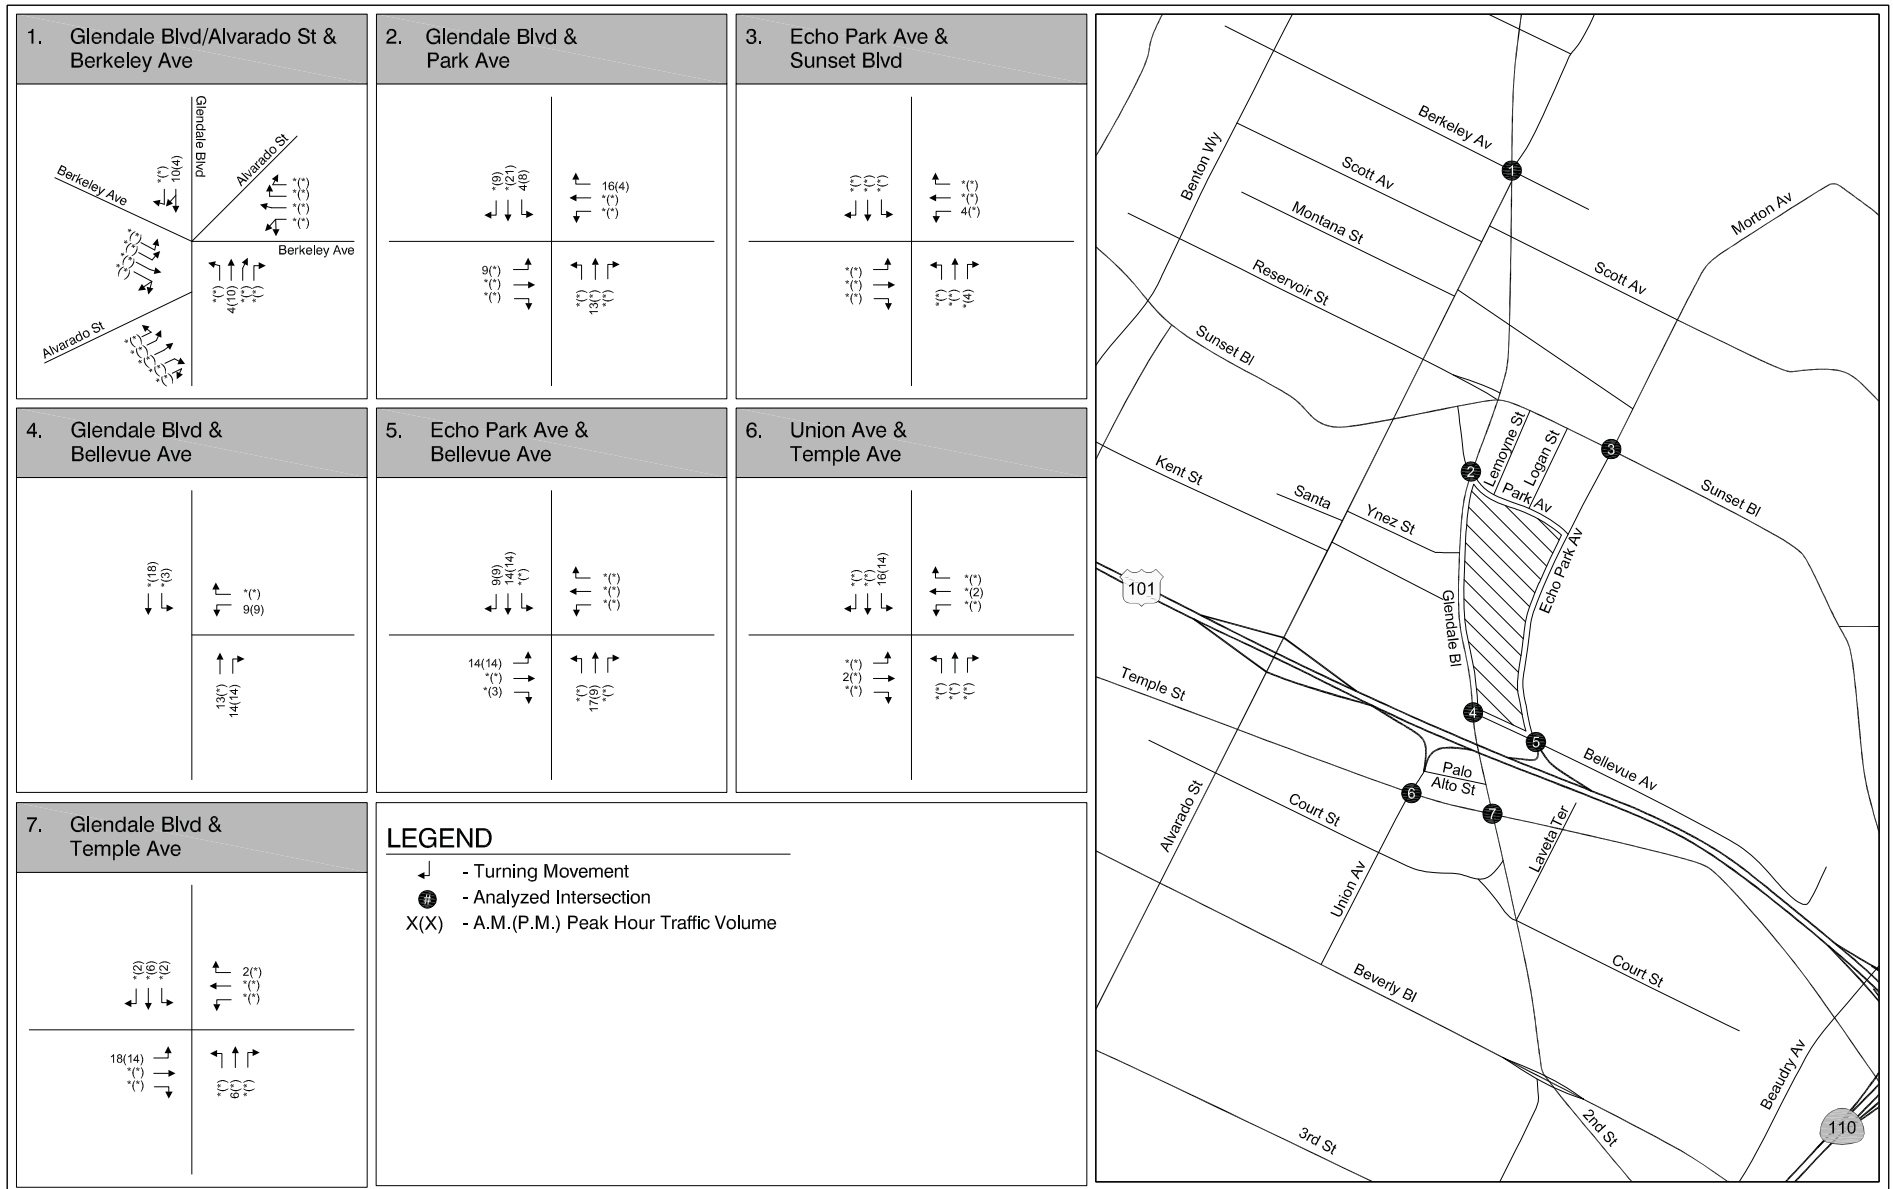 1. Glendale Blvd/Alvarado St &
Berkeley Ave
Glendale Blvd
Alvarado St
Berkeley Ave
Berkeley Ave
Alvarado St
*(*)
10(4)
*(*)
*(*)
*(*)
*(*)
*(*)
*(*)
*(*)
*(*)
*(*)
4(10)
*(*)
*(*)
*(*)
*(*)
*(*)
*(*)
2. Glendale Blvd &
Park Ave
*(9)
*(21)
4(8)
16(4)
*(*)
*(*)
9(*)
*(*)
*(*)
*(*)
13(*)
*(*)
3. Echo Park Ave &
Sunset Blvd
*(*)
*(*)
*(*)
*(*)
*(*)
4(*)
*(*)
*(*)
*(*)
*(*)
*(*)
*(4)
4. Glendale Blvd &
Bellevue Ave
*(18)
*(3)
*(*)
9(9)
13(*)
14(14)
5. Echo Park Ave &
Bellevue Ave
9(9)
14(14)
*(*)
*(*)
*(*)
*(*)
14(14)
*(*)
*(3)
*(*)
17(9)
*(*)
6. Union Ave &
Temple Ave
*(*)
*(*)
16(14)
*(*)
*(2)
*(*)
*(*)
2(*)
*(*)
*(*)
*(*)
*(*)
7. Glendale Blvd &
Temple Ave
*(2)
*(6)
*(2)
2(*)
*(*)
*(*)
18(14)
*(*)
*(*)
*(*)
6(*)
*(*)
LEGEND
- Turning Movement
# - Analyzed Intersection
X(X) - A.M.(P.M.) Peak Hour Traffic Volume
Berkeley Av
1
Benton Wy
Scott Av
Montana St
Morton Av
Scott Av
Reservoir St
Sunset Bl
Lemoyne St
Logan St
3
2
Kent St
Santa
Ynez St
Park Av
Sunset Bl
Echo Park Av
101
Glendale Bl
Temple St
4
5
Bellevue Av
Palo
Alto St
6
7
Court St
Alvarado St
Laveta Ter
Union Av
Court St
Beverly Bl
Beaudry Av
2nd St
3rd St
110